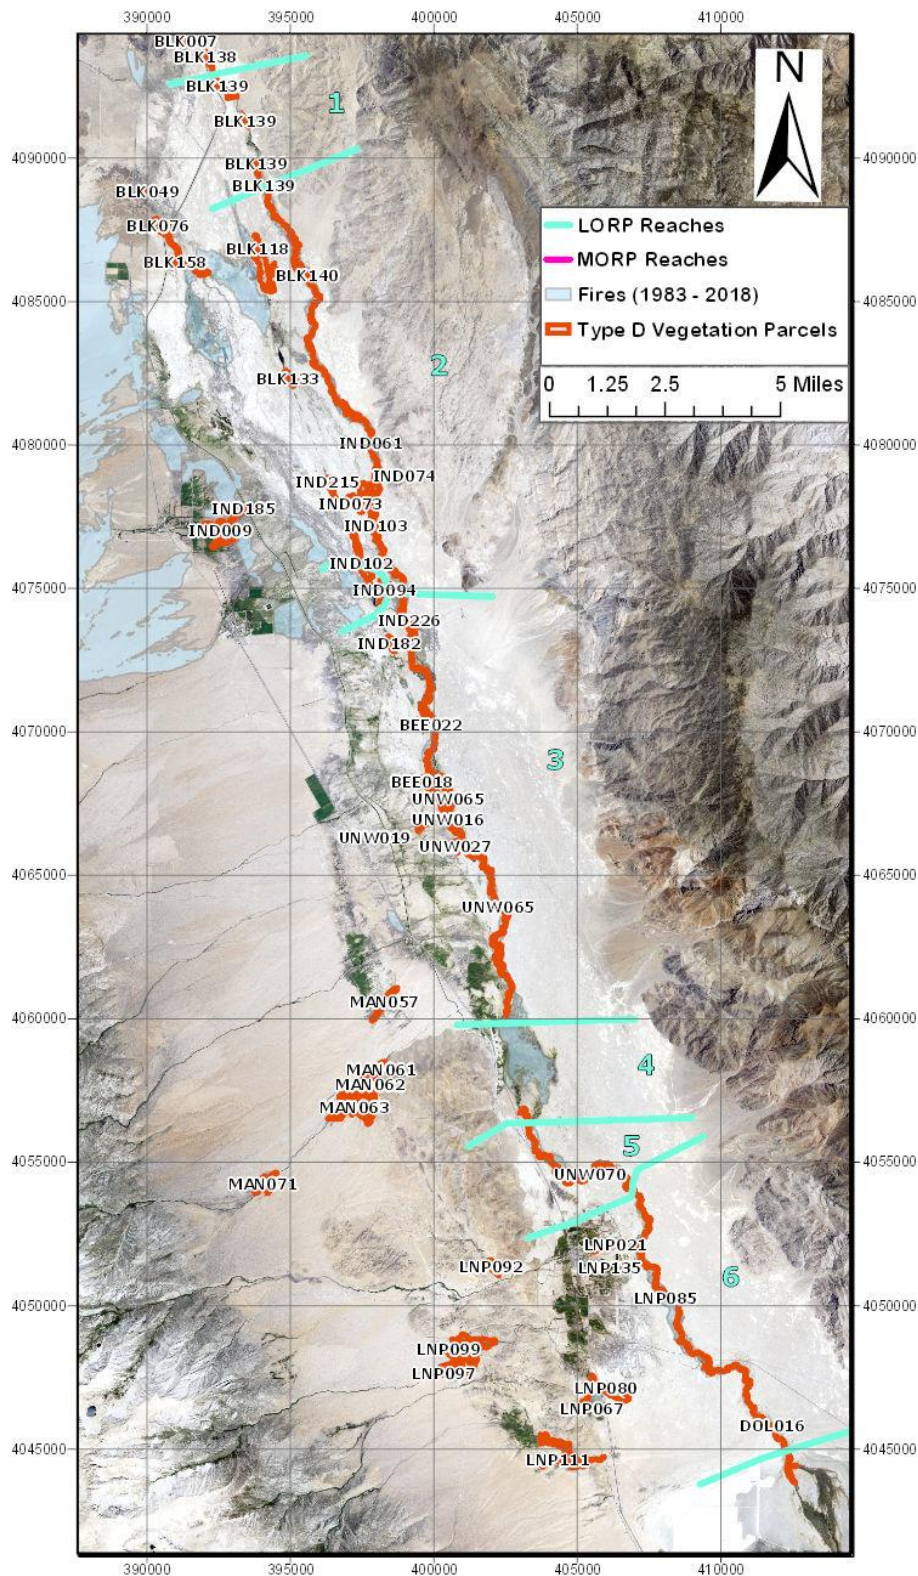 390000 395000 400000 405000 410000
BLK007
BLK138
BLK139
N
1
BLK139
4090000 BLK139 4090000
BLK139
BLK049
BLK076
LORP Reaches
BLK118
MORP Reaches
BLK158
BLK140
Fires (1983 - 2018)
4085000 4085000
Type D Vegetation Parcels
2
BLK133
0 1.25 2.5 5 Miles
4080000 IND061 4080000
IND074
IND215
IND073
IND185
IND103
IND009
IND102
4075000 IND094 4075000
IND226
IND182
BEE022
4070000 4070000
3
BEE018
UNW065
UNW016
UNW019
UNW027
4065000 4065000
UNW065
MAN057
4060000 4060000
4
MAN061
MAN062
MAN063
5
4055000 UNW070 4055000
MAN071
LNP021
LNP092 LNP135
6
LNP085
4050000 4050000
LNP099
LNP097
LNP080
LNP067
DOL016
4045000 4045000
LNP111
390000 395000 400000 405000 410000